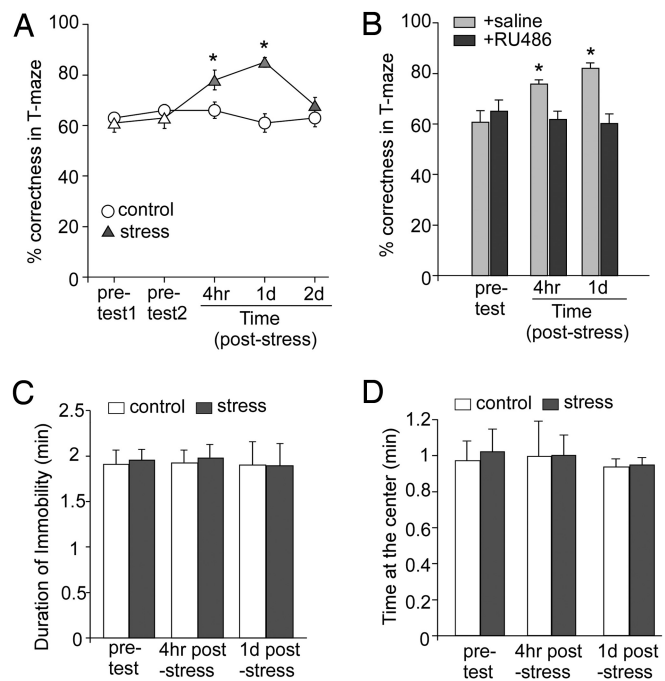 A
% correctness in T-maze
100
80
60
40
20
0
* *
control
stress
pre- pre- 4hr 1d 2d
test1 test2 Time
(post-stress)
B
% correctness in T-maze
100
80
60
40
20
0
+saline
+RU486
* *
pre- 4hr 1d
test Time
(post-stress)
C
Duration of Immobility (min)
2.5
2
1.5
1
0.5
0
control stress
pre- 4hr post 1d post
test -stress -stress
D
Time at the center (min)
1.2
1
0.8
0.6
0.4
0.2
0
control stress
pre- 4hr post 1d post
test -stress -stress